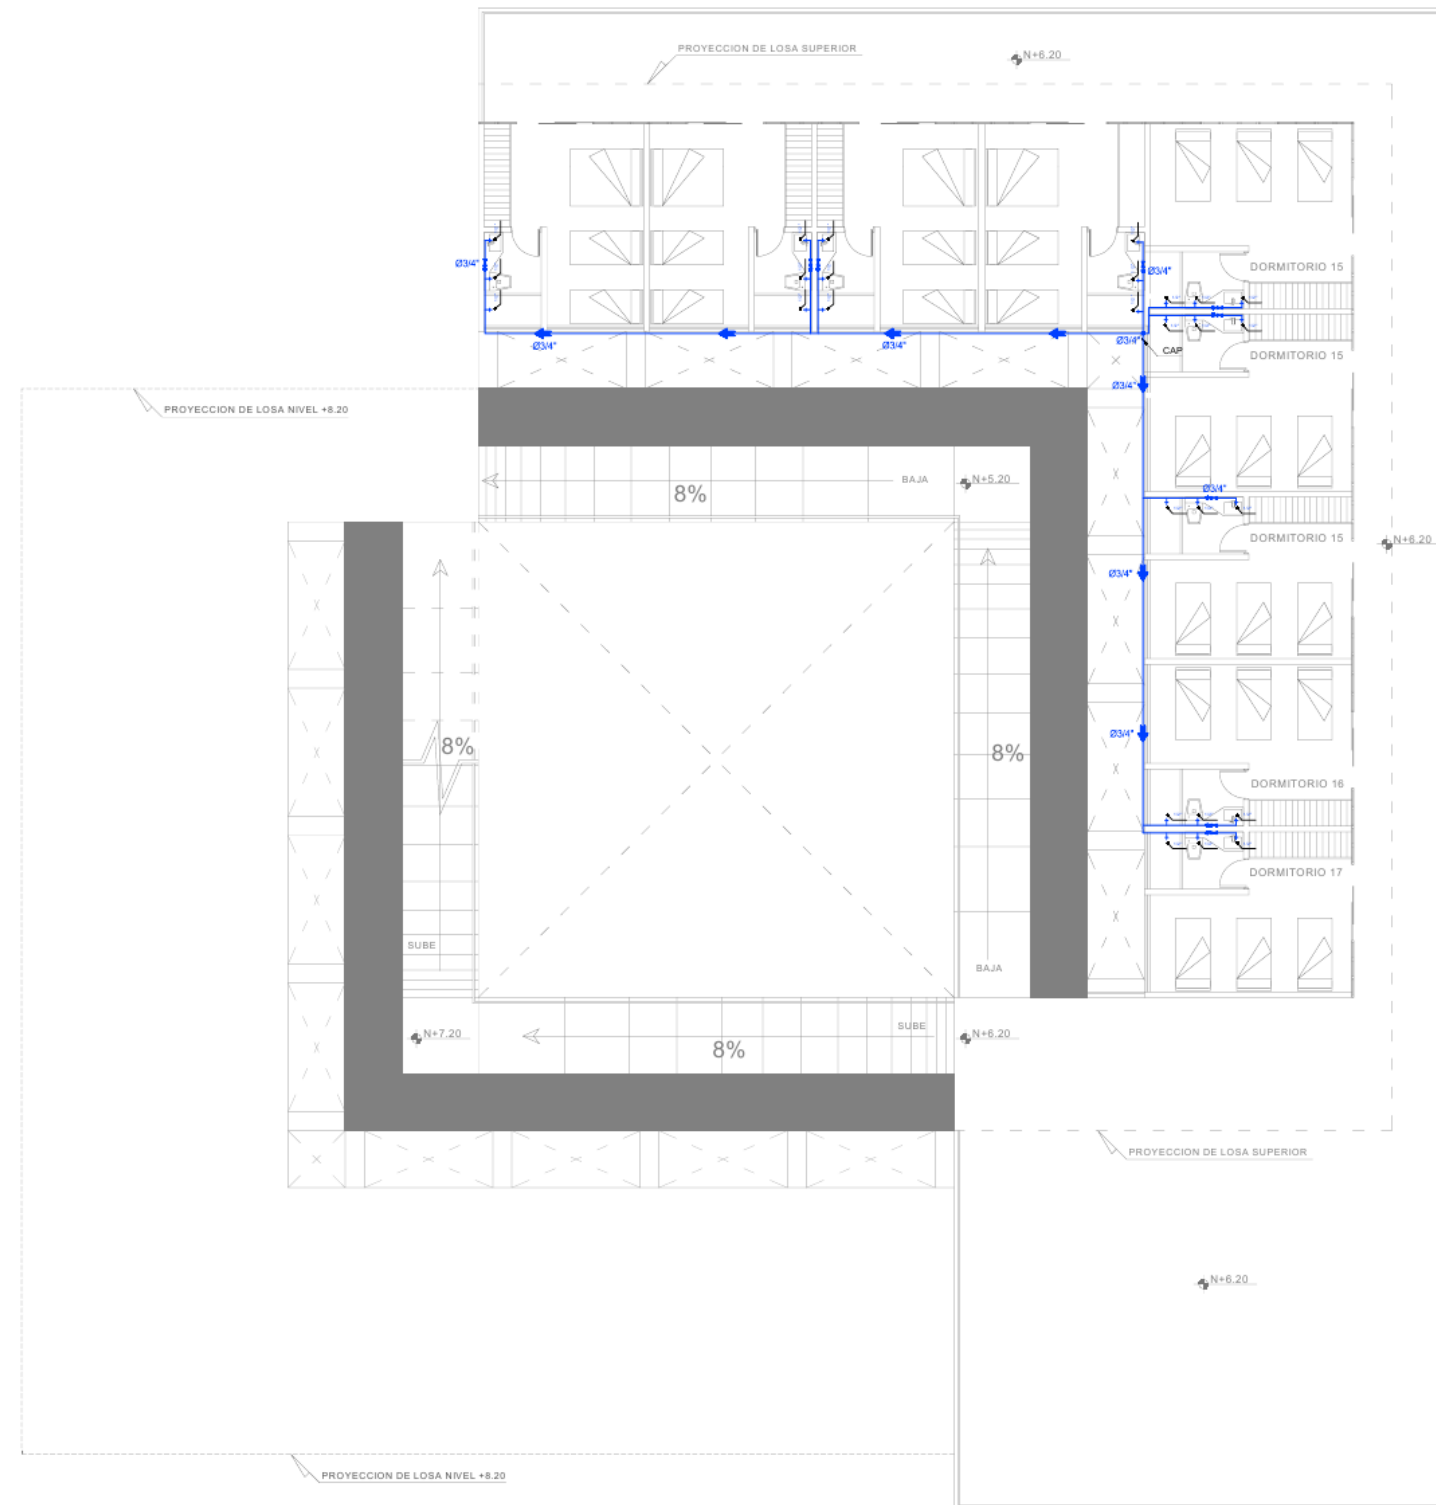 PROYECCION DE LOSA SUPERIOR
N+6.20
Ø3/4"
Ø3/4"
DORMITORIO 15
Ø3/4"
Ø3/4"
Ø3/4"
CAP
DORMITORIO 15
Ø3/4"
PROYECCION DE LOSA NIVEL +8.20
BAJA
N+5.20
8%
Ø3/4"
DORMITORIO 15
N+6.20
Ø3/4"
Ø3/4"
8%
8%
DORMITORIO 16
DORMITORIO 17
SUBE
BAJA
SUBE
N+7.20
N+6.20
8%
PROYECCION DE LOSA SUPERIOR
N+6.20
PROYECCION DE LOSA NIVEL +8.20